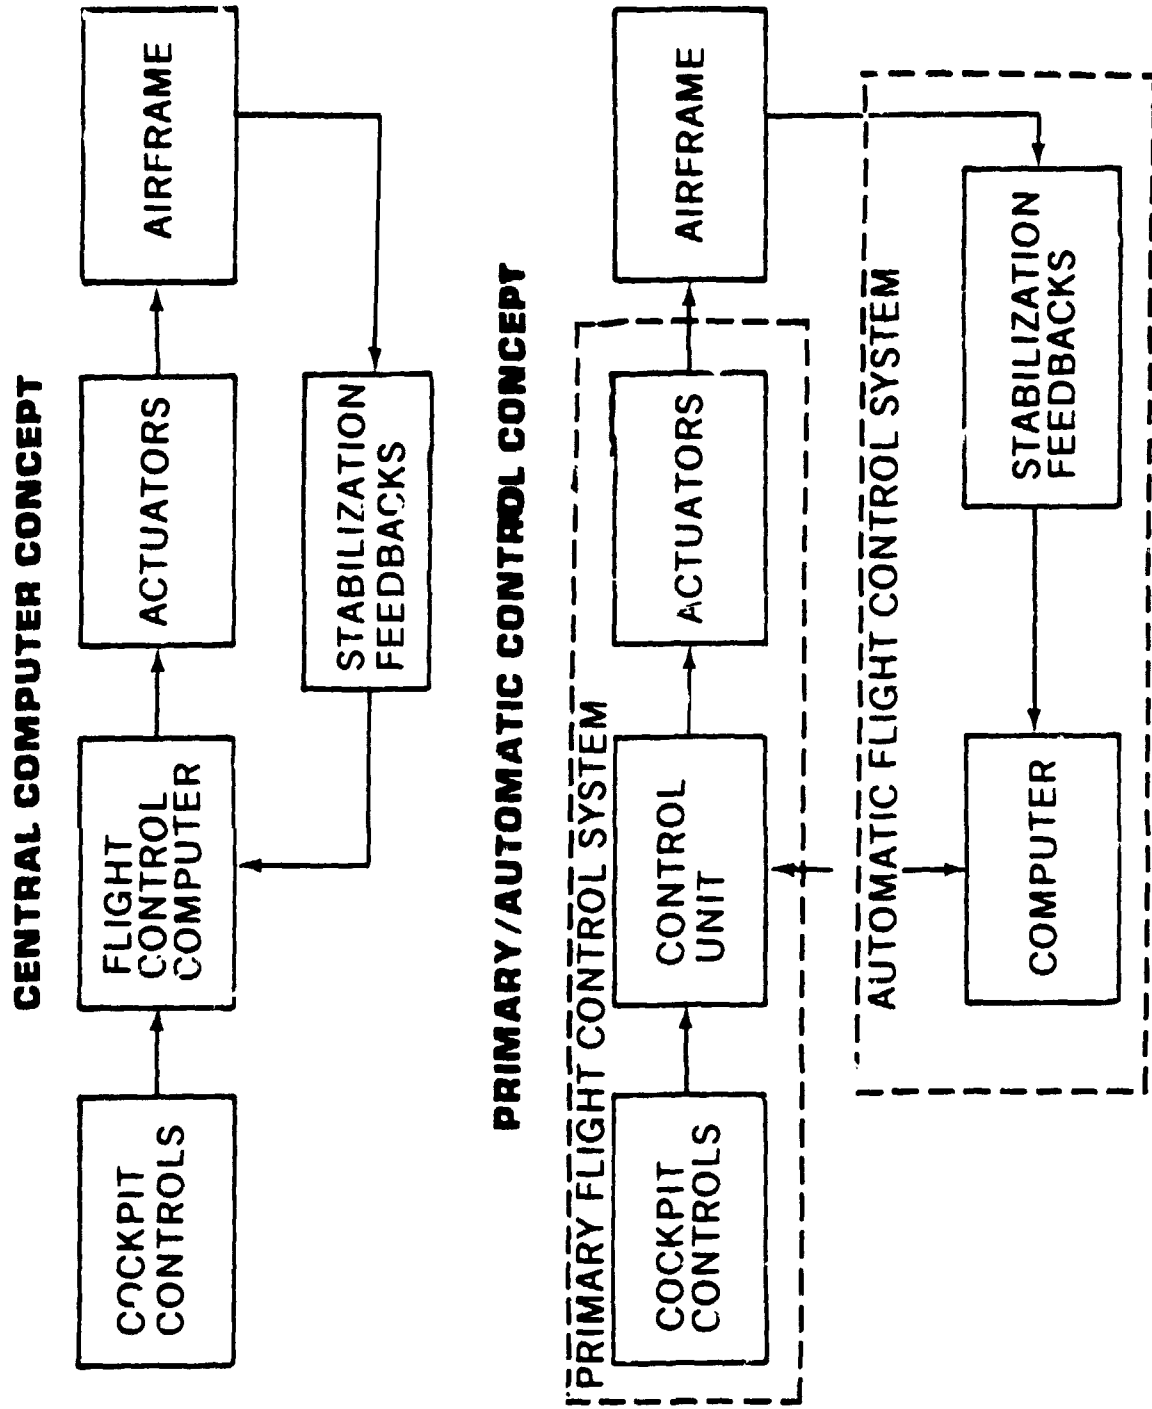 CENTRAL COMPUTER CONCEPT
COCKPIT
CONTROLS
FLIGHT
CONTROL
COMPUTER
ACTUATORS
AIRFRAME
STABILIZATION
FEEDBACKS
PRIMARY/AUTOMATIC CONTROL CONCEPT
PRIMARY FLIGHT CONTROL SYSTEM
COCKPIT
CONTROLS
CONTROL
UNIT
ACTUATORS
AIRFRAME
AUTOMATIC FLIGHT CONTROL SYSTEM
COMPUTER
STABILIZATION
FEEDBACKS